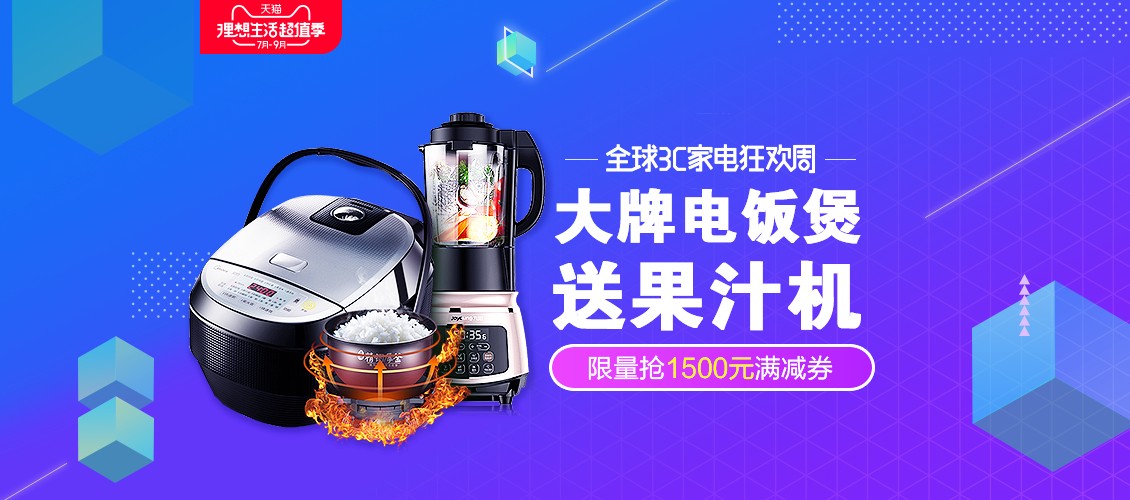 天猫
理想生活超值季
7月-9月
全球3C家电狂欢周
大牌电饭煲
送果汁机
限量抢1500元满减券
Joyoung